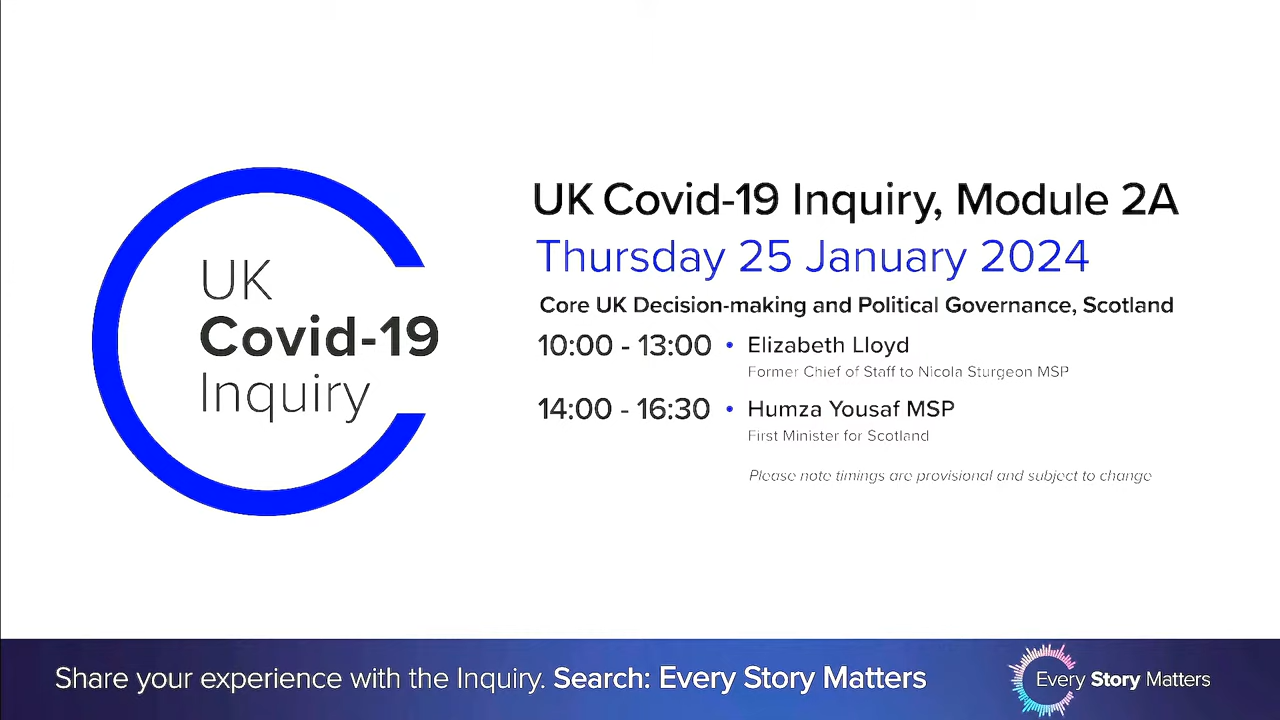 UK
Covid-19
Inquiry
UK Covid-19 Inquiry, Module 2A
Thursday 25 January 2024
Core UK Decision-making and Political Governance, Scotland
10:00 - 13:00 • Elizabeth Lloyd
Former Chief of Staff to Nicola Sturgeon MSP
14:00 - 16:30 • Humza Yousaf MSP
First Minister for Scotland
Please note timings are provisional and subject to change
Share your experience with the Inquiry. Search: Every Story Matters
Every Story Matters